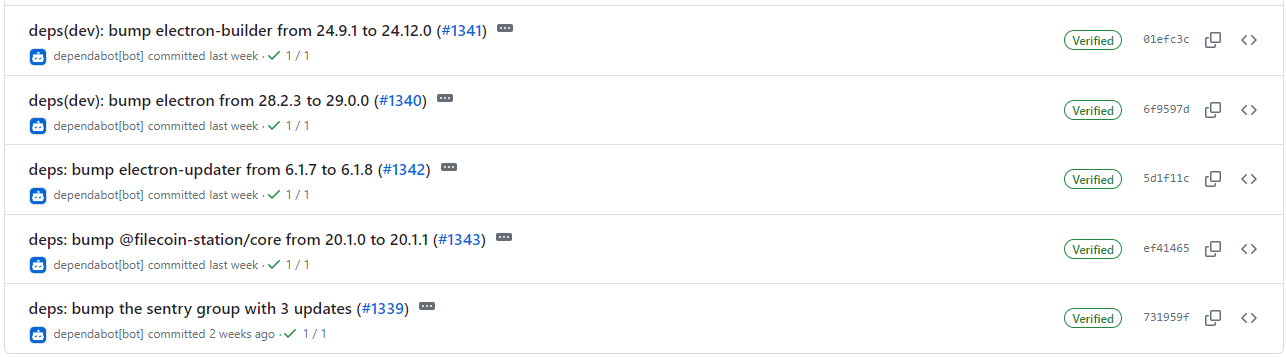 deps(dev): bump electron-builder from 24.9.1 to 24.12.0 (#1341)
dependabot[bot] committed last week · 1 / 1
Verified
01efc3c
deps(dev): bump electron from 28.2.3 to 29.0.0 (#1340)
dependabot[bot] committed last week · 1 / 1
Verified
6f9597d
deps: bump electron-updater from 6.1.7 to 6.1.8 (#1342)
dependabot[bot] committed last week · 1 / 1
Verified
5d1f11c
deps: bump @filecoin-station/core from 20.1.0 to 20.1.1 (#1343)
dependabot[bot] committed last week · 1 / 1
Verified
ef41465
deps: bump the sentry group with 3 updates (#1339)
dependabot[bot] committed 2 weeks ago · 1 / 1
Verified
731959f